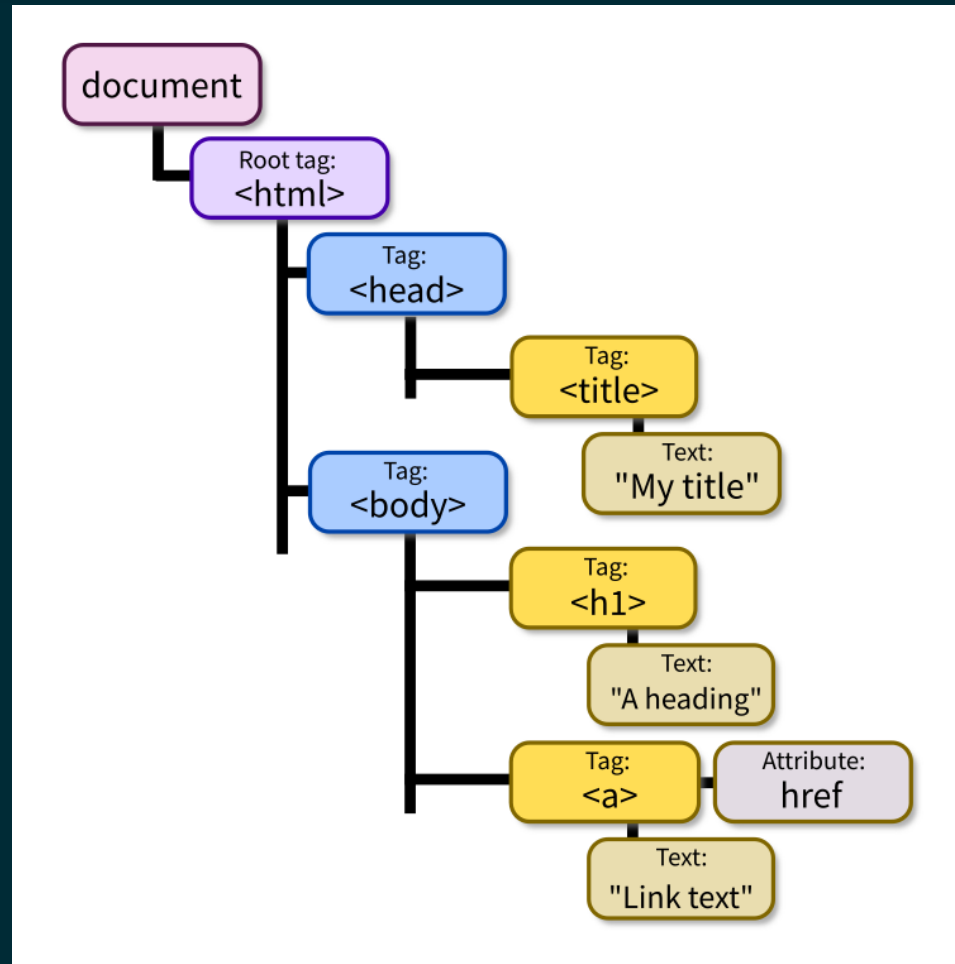 document
Root tag:
<html>
Tag:
<head>
Tag:
<title>
Text:
"My title"
Tag:
<body>
Tag:
<h1>
Text:
"A heading"
Tag:
<a>
Attribute:
href
Text:
"Link text"